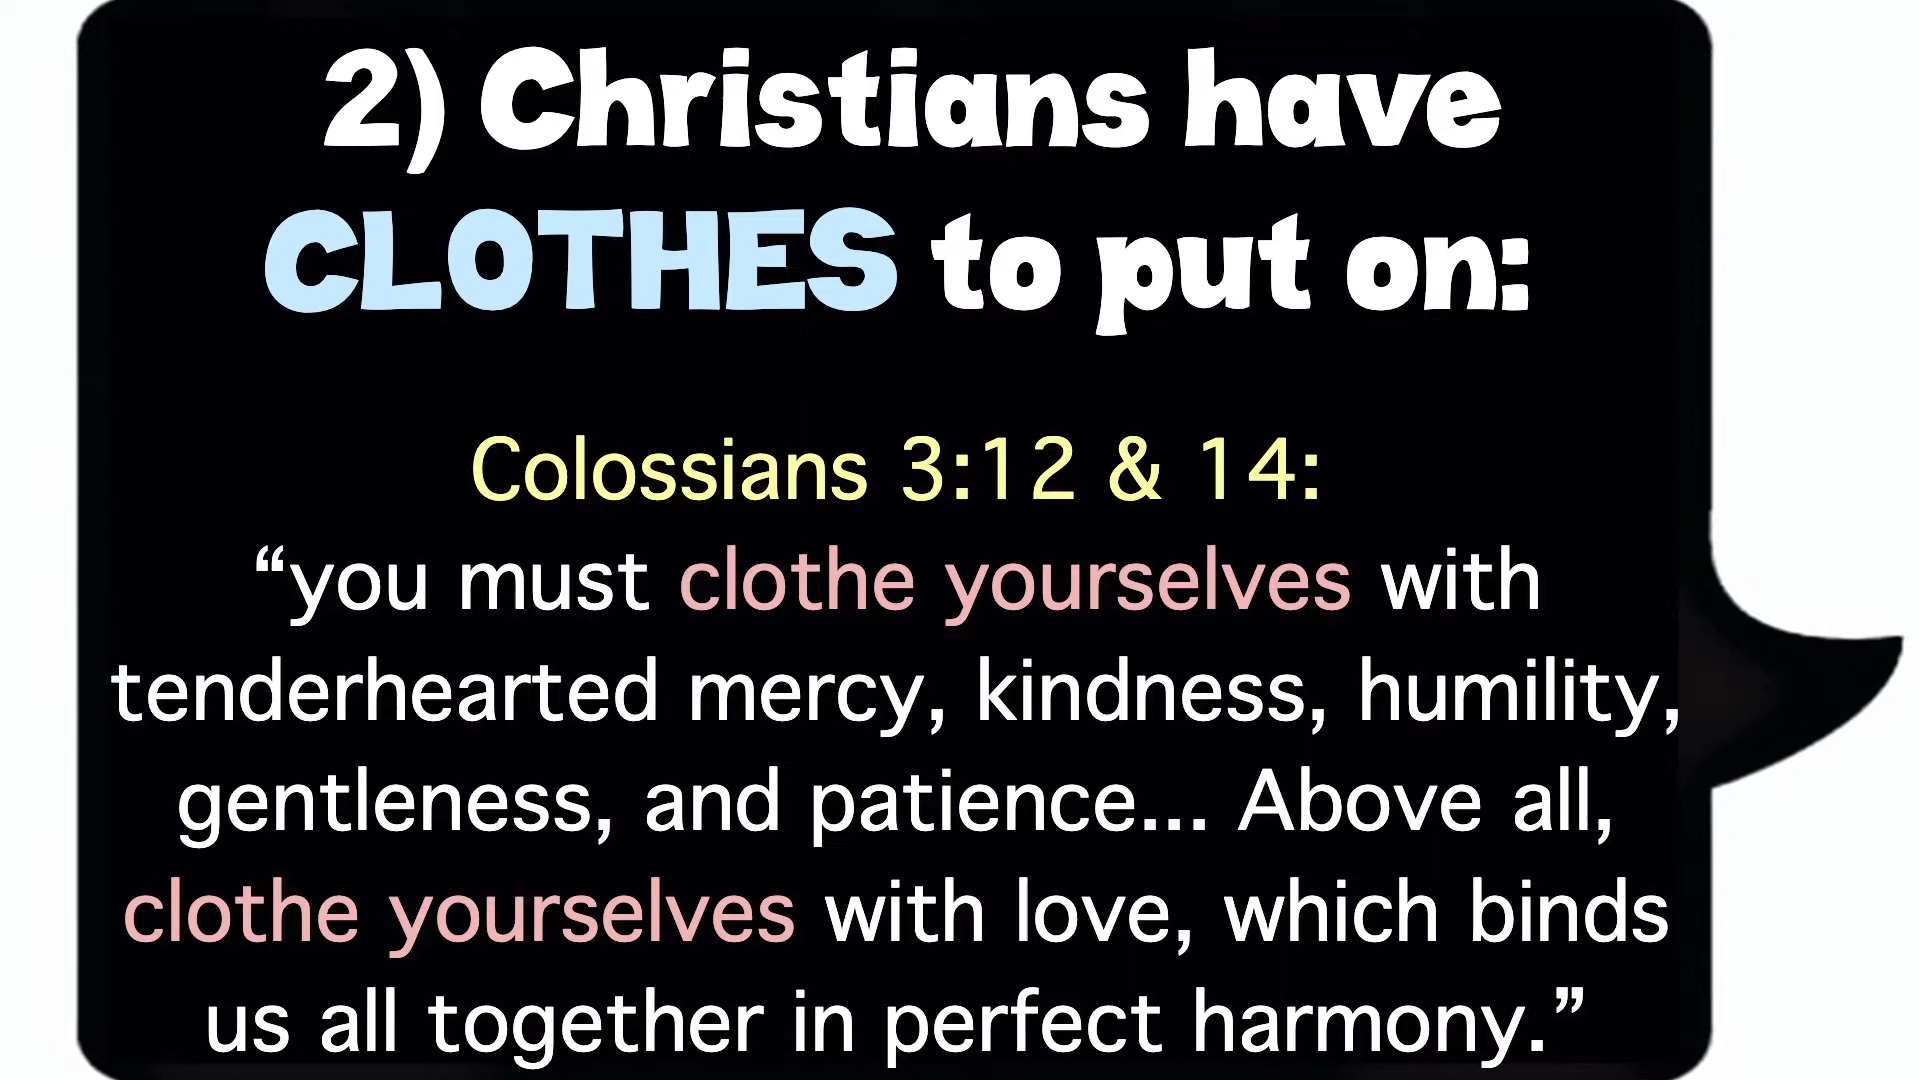 2) Christians have
CLOTHES to put on:
Colossians 3:12 & 14:
“you must clothe yourselves with
tenderhearted mercy, kindness, humility,
gentleness, and patience... Above all,
clothe yourselves with love, which binds
us all together in perfect harmony.”